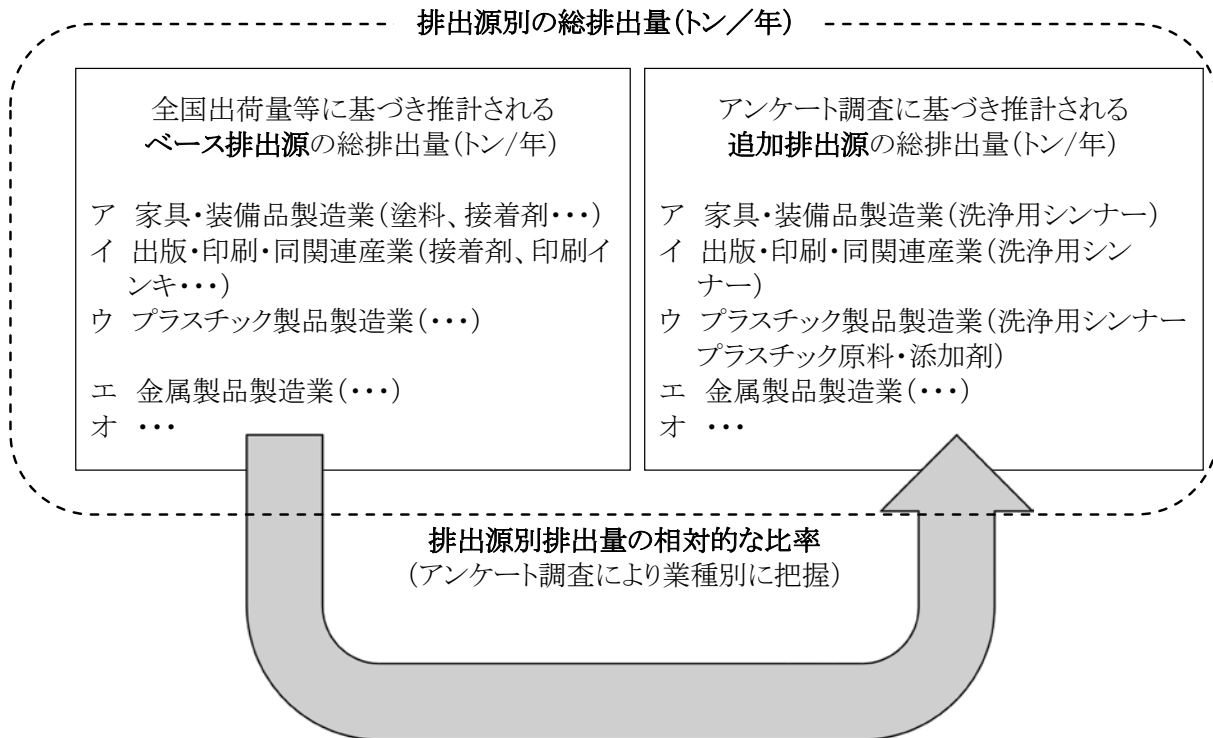 排出源別の総排出量(トン／年)
全国出荷量等に基づき推計される
ベース排出源の総排出量(トン/年)
ア 家具・装備品製造業(塗料、接着剤・・・)
イ 出版・印刷・同関連産業(接着剤、印刷イ
ンキ・・・)
ウ プラスチック製品製造業(・・・)
エ 金属製品製造業(・・・)
オ ・・・
アンケート調査に基づき推計される
追加排出源の総排出量(トン/年)
ア 家具・装備品製造業(洗浄用シンナー)
イ 出版・印刷・同関連産業(洗浄用シン
ナー)
ウ プラスチック製品製造業(洗浄用シンナー
プラスチック原料・添加剤)
エ 金属製品製造業(・・・)
オ ・・・
排出源別排出量の相対的な比率
(アンケート調査により業種別に把握)